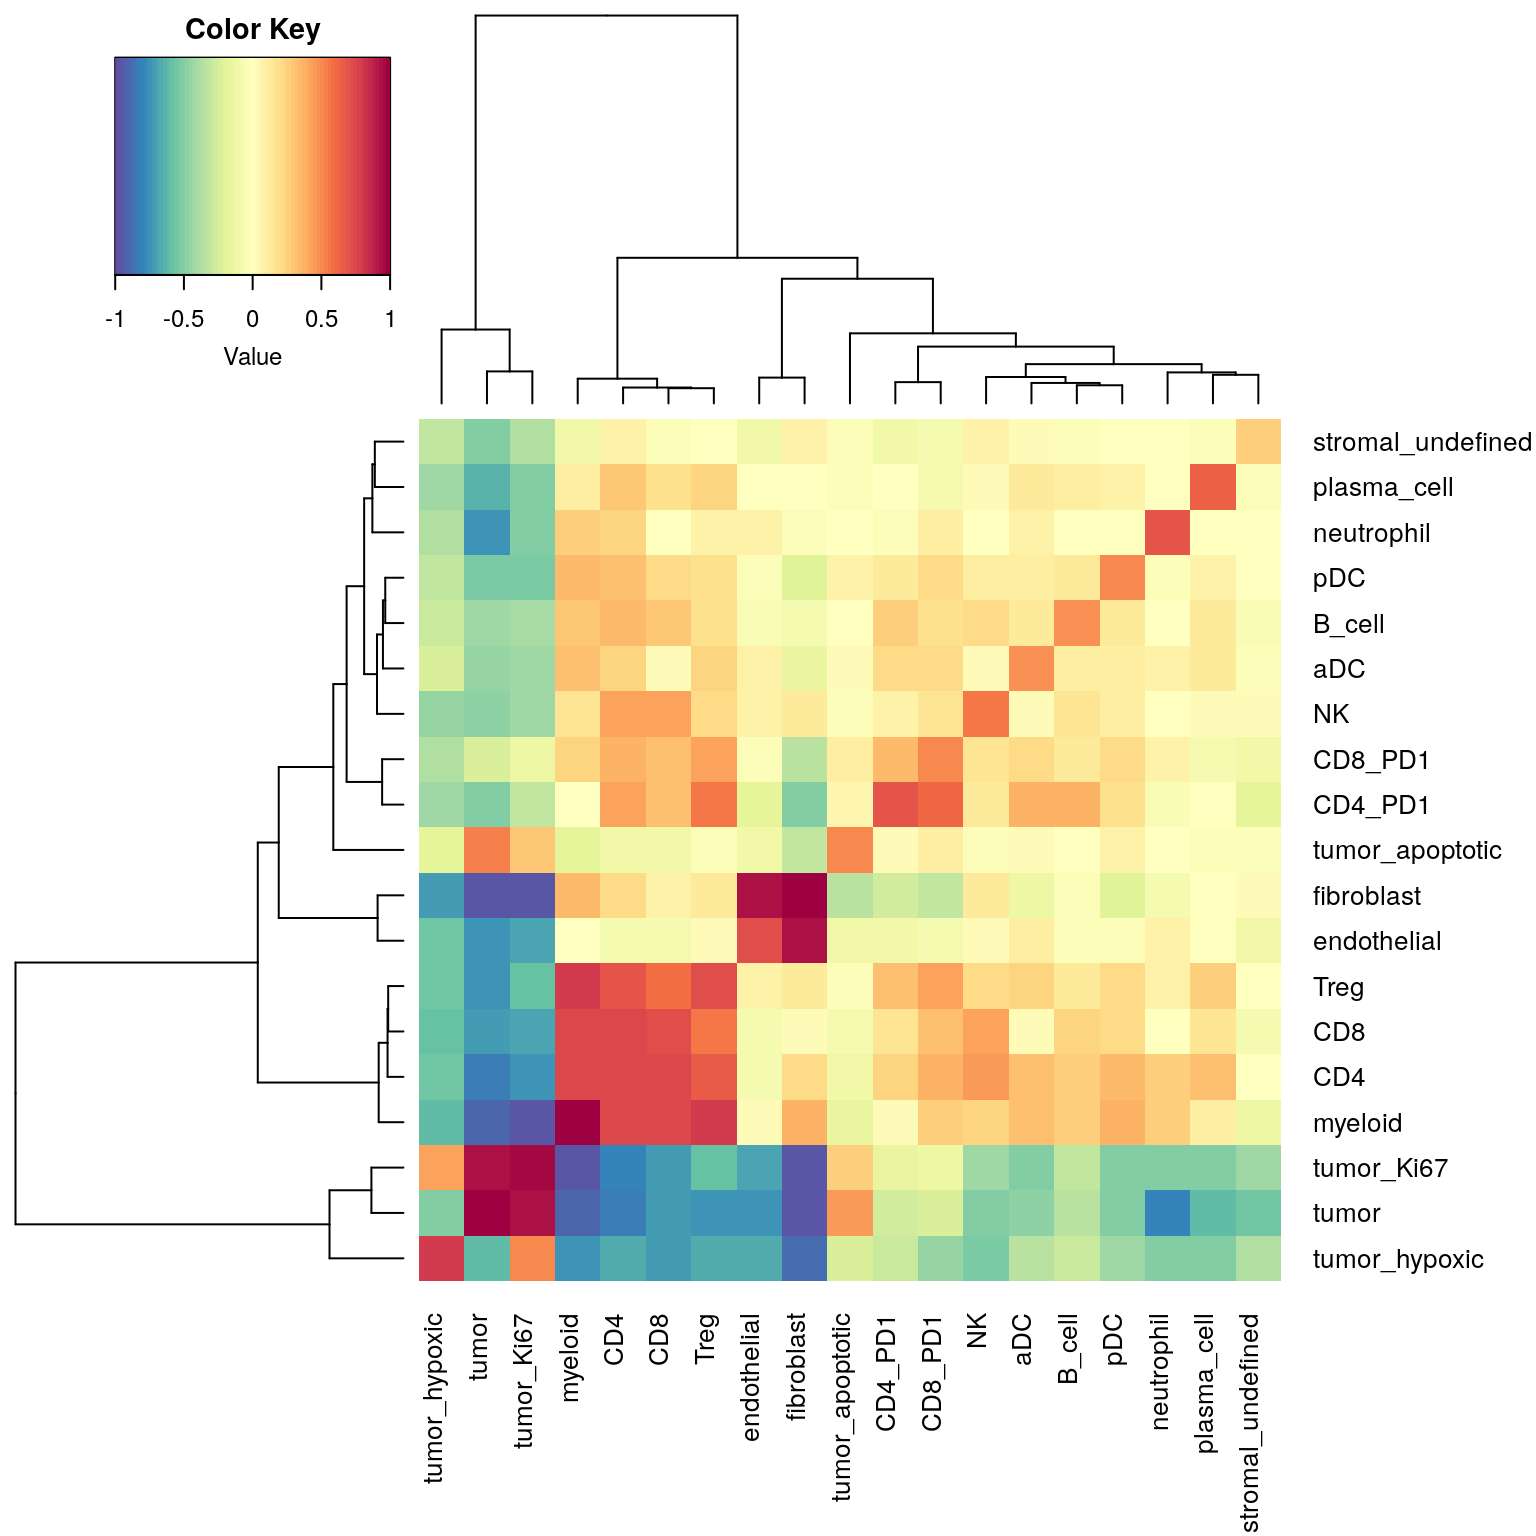 Color Key
-1 -0.5 0 0.5 1
Value
stromal_undefined
plasma_cell
neutrophil
pDC
B_cell
aDC
NK
CD8_PD1
CD4_PD1
tumor_apoptotic
fibroblast
endothelial
Treg
CD8
CD4
myeloid
tumor_Ki67
tumor
tumor_hypoxic
tumor_hypoxic
tumor
tumor_Ki67
myeloid
CD4
CD8
Treg
endothelial
fibroblast
tumor_apoptotic
CD4_PD1
CD8_PD1
NK
aDC
B_cell
pDC
neutrophil
plasma_cell
stromal_undefined